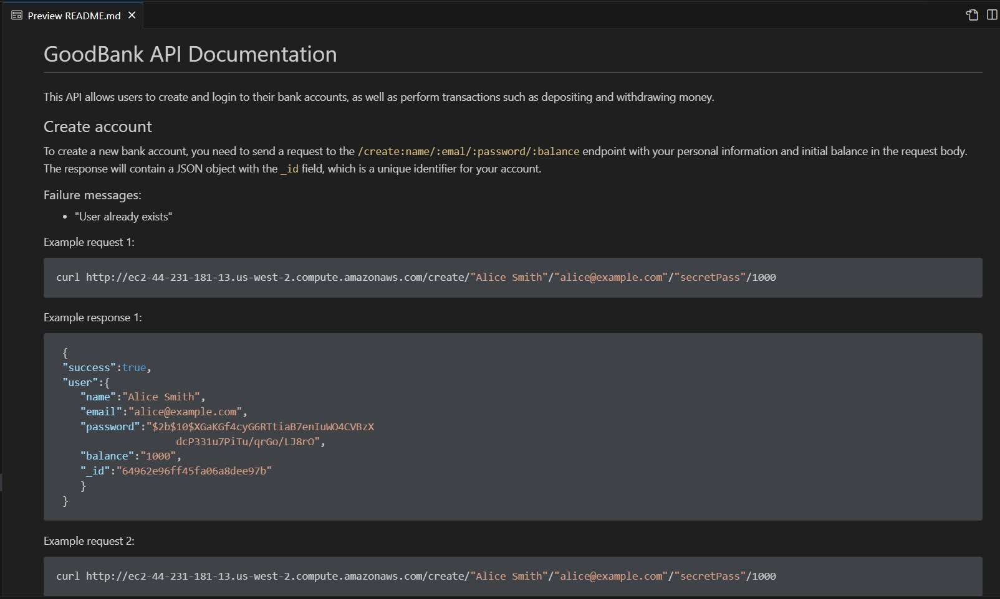 Preview README.md
GoodBank API Documentation
This API allows users to create and login to their bank accounts, as well as perform transactions such as depositing and withdrawing money.
Create account
To create a new bank account, you need to send a request to the /create:name/:emal/:password/:balance endpoint with your personal information and initial balance in the request body.
The response will contain a JSON object with the _id field, which is a unique identifier for your account.
Failure messages:
• "User already exists"
Example request 1:
curl http://ec2-44-231-181-13.us-west-2.compute.amazonaws.com/create/"Alice Smith"/"alice@example.com"/"secretPass"/1000
Example response 1:
{
"success":true,
"user":{
"name":"Alice Smith",
"email":"alice@example.com",
"password":"$2b$10$XGaKGf4cyG6RTtiaB7enIuWO4CVBzX
dcP331u7PiTu/qrGo/LJ8rO",
"balance":"1000",
"_id":"64962e96ff45fa06a8dee97b"
}
}
Example request 2:
curl http://ec2-44-231-181-13.us-west-2.compute.amazonaws.com/create/"Alice Smith"/"alice@example.com"/"secretPass"/1000